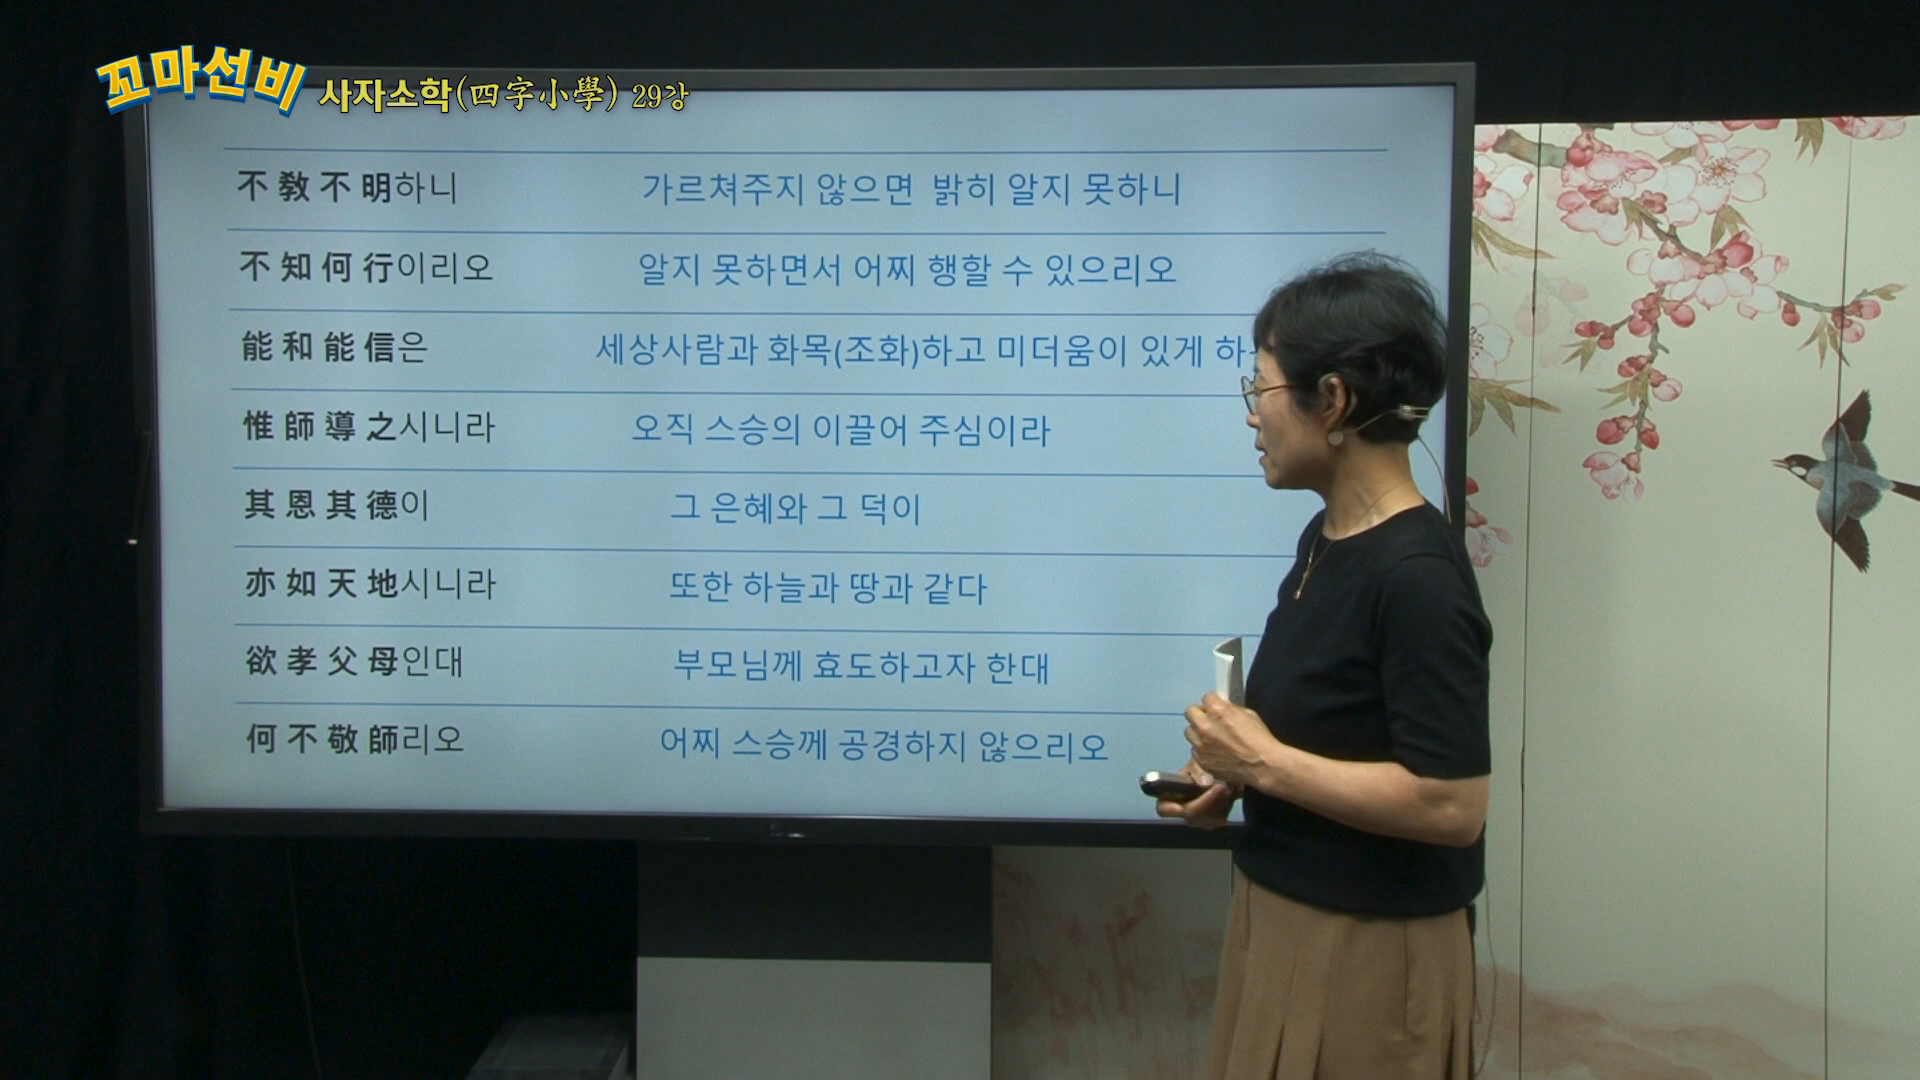 꼬마선비 사자소학(四字小學) 29강
不敎不明하니 가르쳐주지 않으면 밝히 알지 못하니
不知何行이리오 알지 못하면서 어찌 행할 수 있으리오
能和能信은 세상사람과 화목(조화)하고 미더움이 있게 하
惟師導之시니라 오직 스승의 이끌어 주심이라
其恩其德이 그 은혜와 그 덕이
亦如天地시니라 또한 하늘과 땅과 같다
欲孝父母인대 부모님께 효도하고자 한대
何不敬師리오 어찌 스승께 공경하지 않으리오